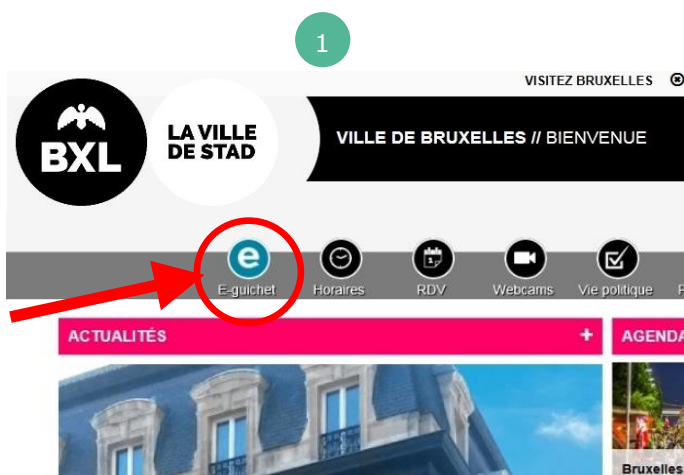 1
VISITEZ BRUXELLES
BXL
LA VILLE
DE STAD
VILLE DE BRUXELLES // BIENVENUE
E-guichet Horaires RDV Webcams Vie politique P
ACTUALITÉS + AGENDA
Bruxelles